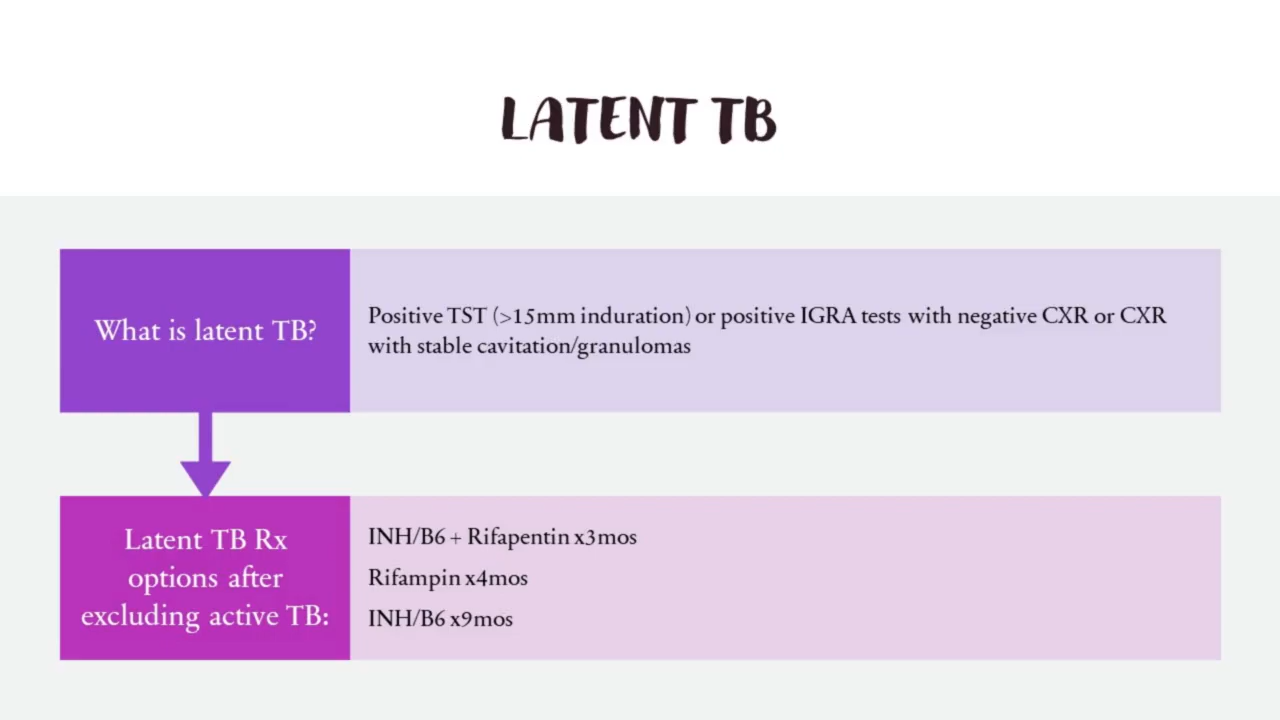 LATENT TB
What is latent TB?
Positive TST (>15mm induration) or positive IGRA tests with negative CXR or CXR
with stable cavitation/granulomas
Latent TB Rx
options after
excluding active TB:
INH/B6 + Rifapentin x3mos
Rifampin x4mos
INH/B6 x9mos